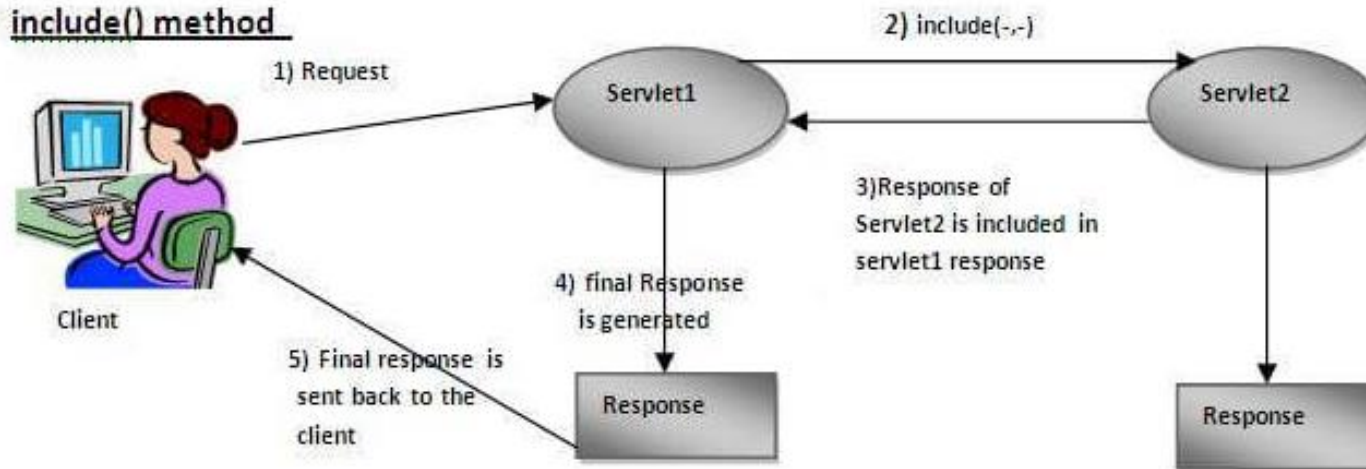 include() method
1) Request
2) include(-,-)
Servlet1
Servlet2
3)Response of
Servlet2 is included in
servlet1 response
4) final Response
is generated
Client
5) Final response is
sent back to the
client
Response
Response